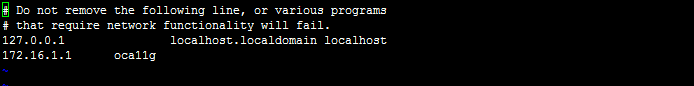 # Do not remove the following line, or various programs
# that require network functionality will fail.
127.0.0.1 localhost.localdomain localhost
172.16.1.1 oca11g
~
~